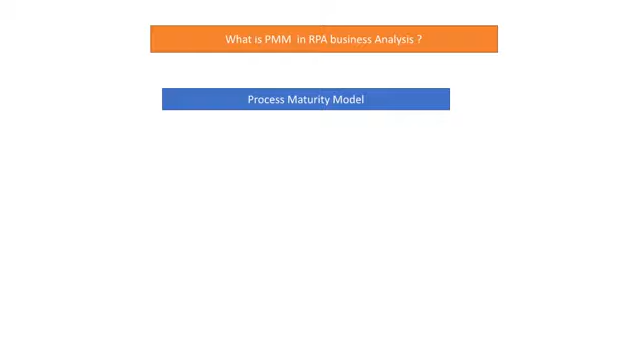 What is PMM  in RPA business Analysis ?
Process Maturity Model